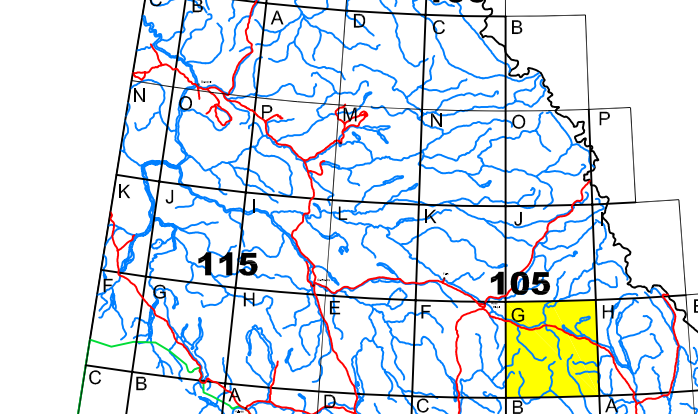 C B
A D C B
N O P M N O P
K J I L K J I
115 105
F G H E F G H E
C B A D C B A